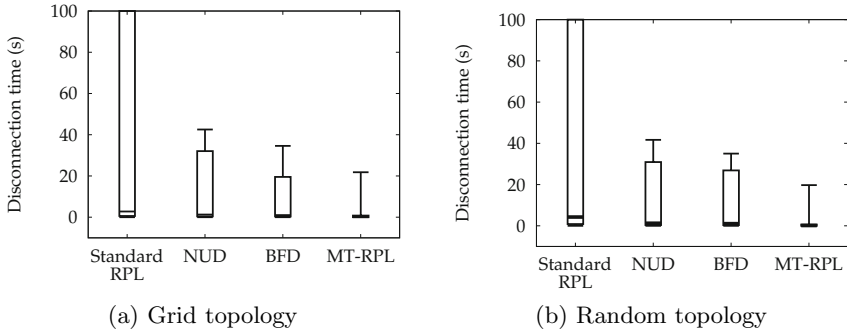 Disconnection time (s)
100
80
60
40
20
0
Standard RPL
NUD
BFD
MT-RPL
(a) Grid topology
Disconnection time (s)
100
80
60
40
20
0
Standard RPL
NUD
BFD
MT-RPL
(b) Random topology